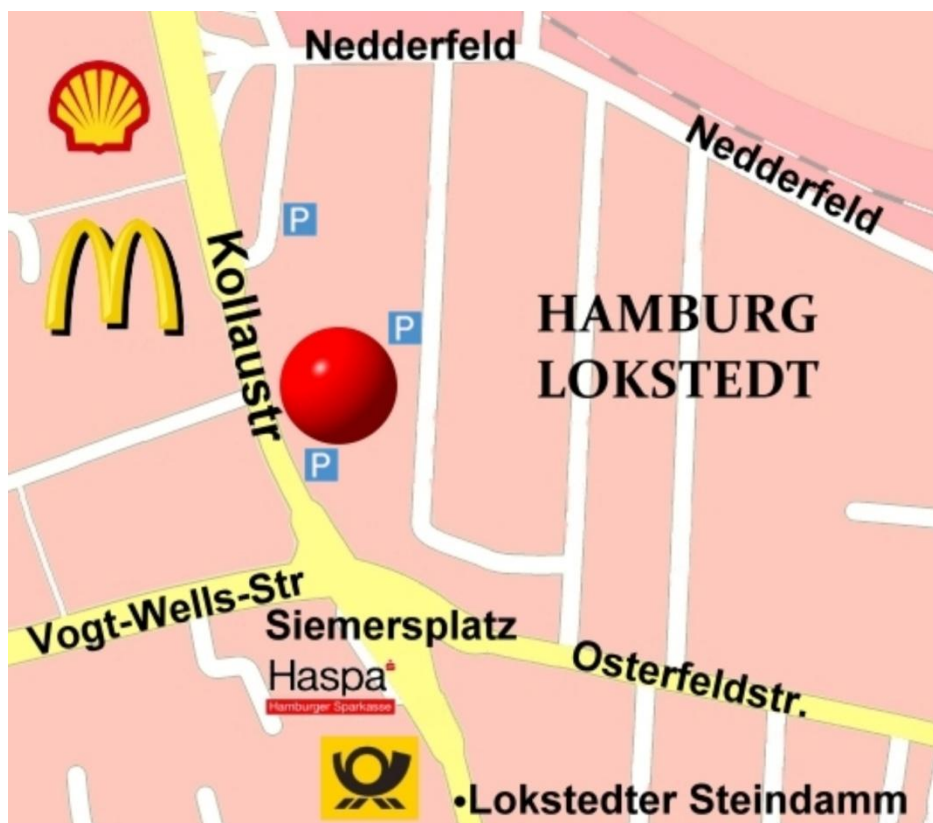 Nedderfeld
Nedderfeld
P
Kollaustr
P
HAMBURG
LOKSTEDT
P
Vogt-Wells-Str
Siemersplatz
Osterfeldstr.
Haspa
Hamburger Sparkasse
•Lokstedter Steindamm